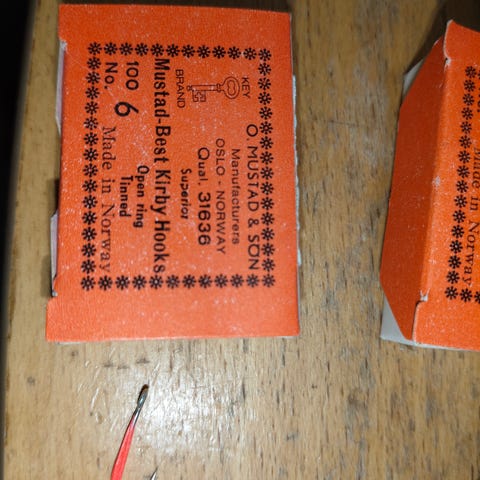 KEY
BRAND
O. MUSTAD & SØN
Manufacturers
OSLO - NORWAY
Qual. 31636
Superior
Mustad-Best Kirby Hooks
100
No. 6
Open ring
Tinned
Made in Norway
Made in Norway